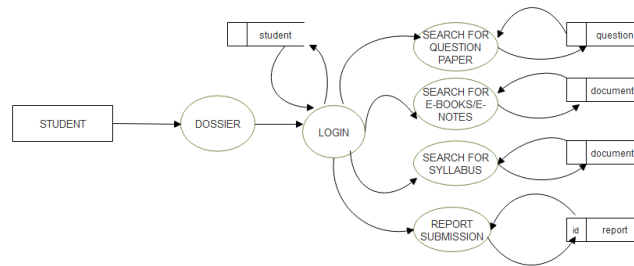 student
SEARCH FOR
QUESTION
PAPER
question
SEARCH FOR
E-BOOKS/E-
NOTES
document
STUDENT
DOSSIER
LOGIN
SEARCH FOR
SYLLABUS
document
REPORT
SUBMISSION
id report